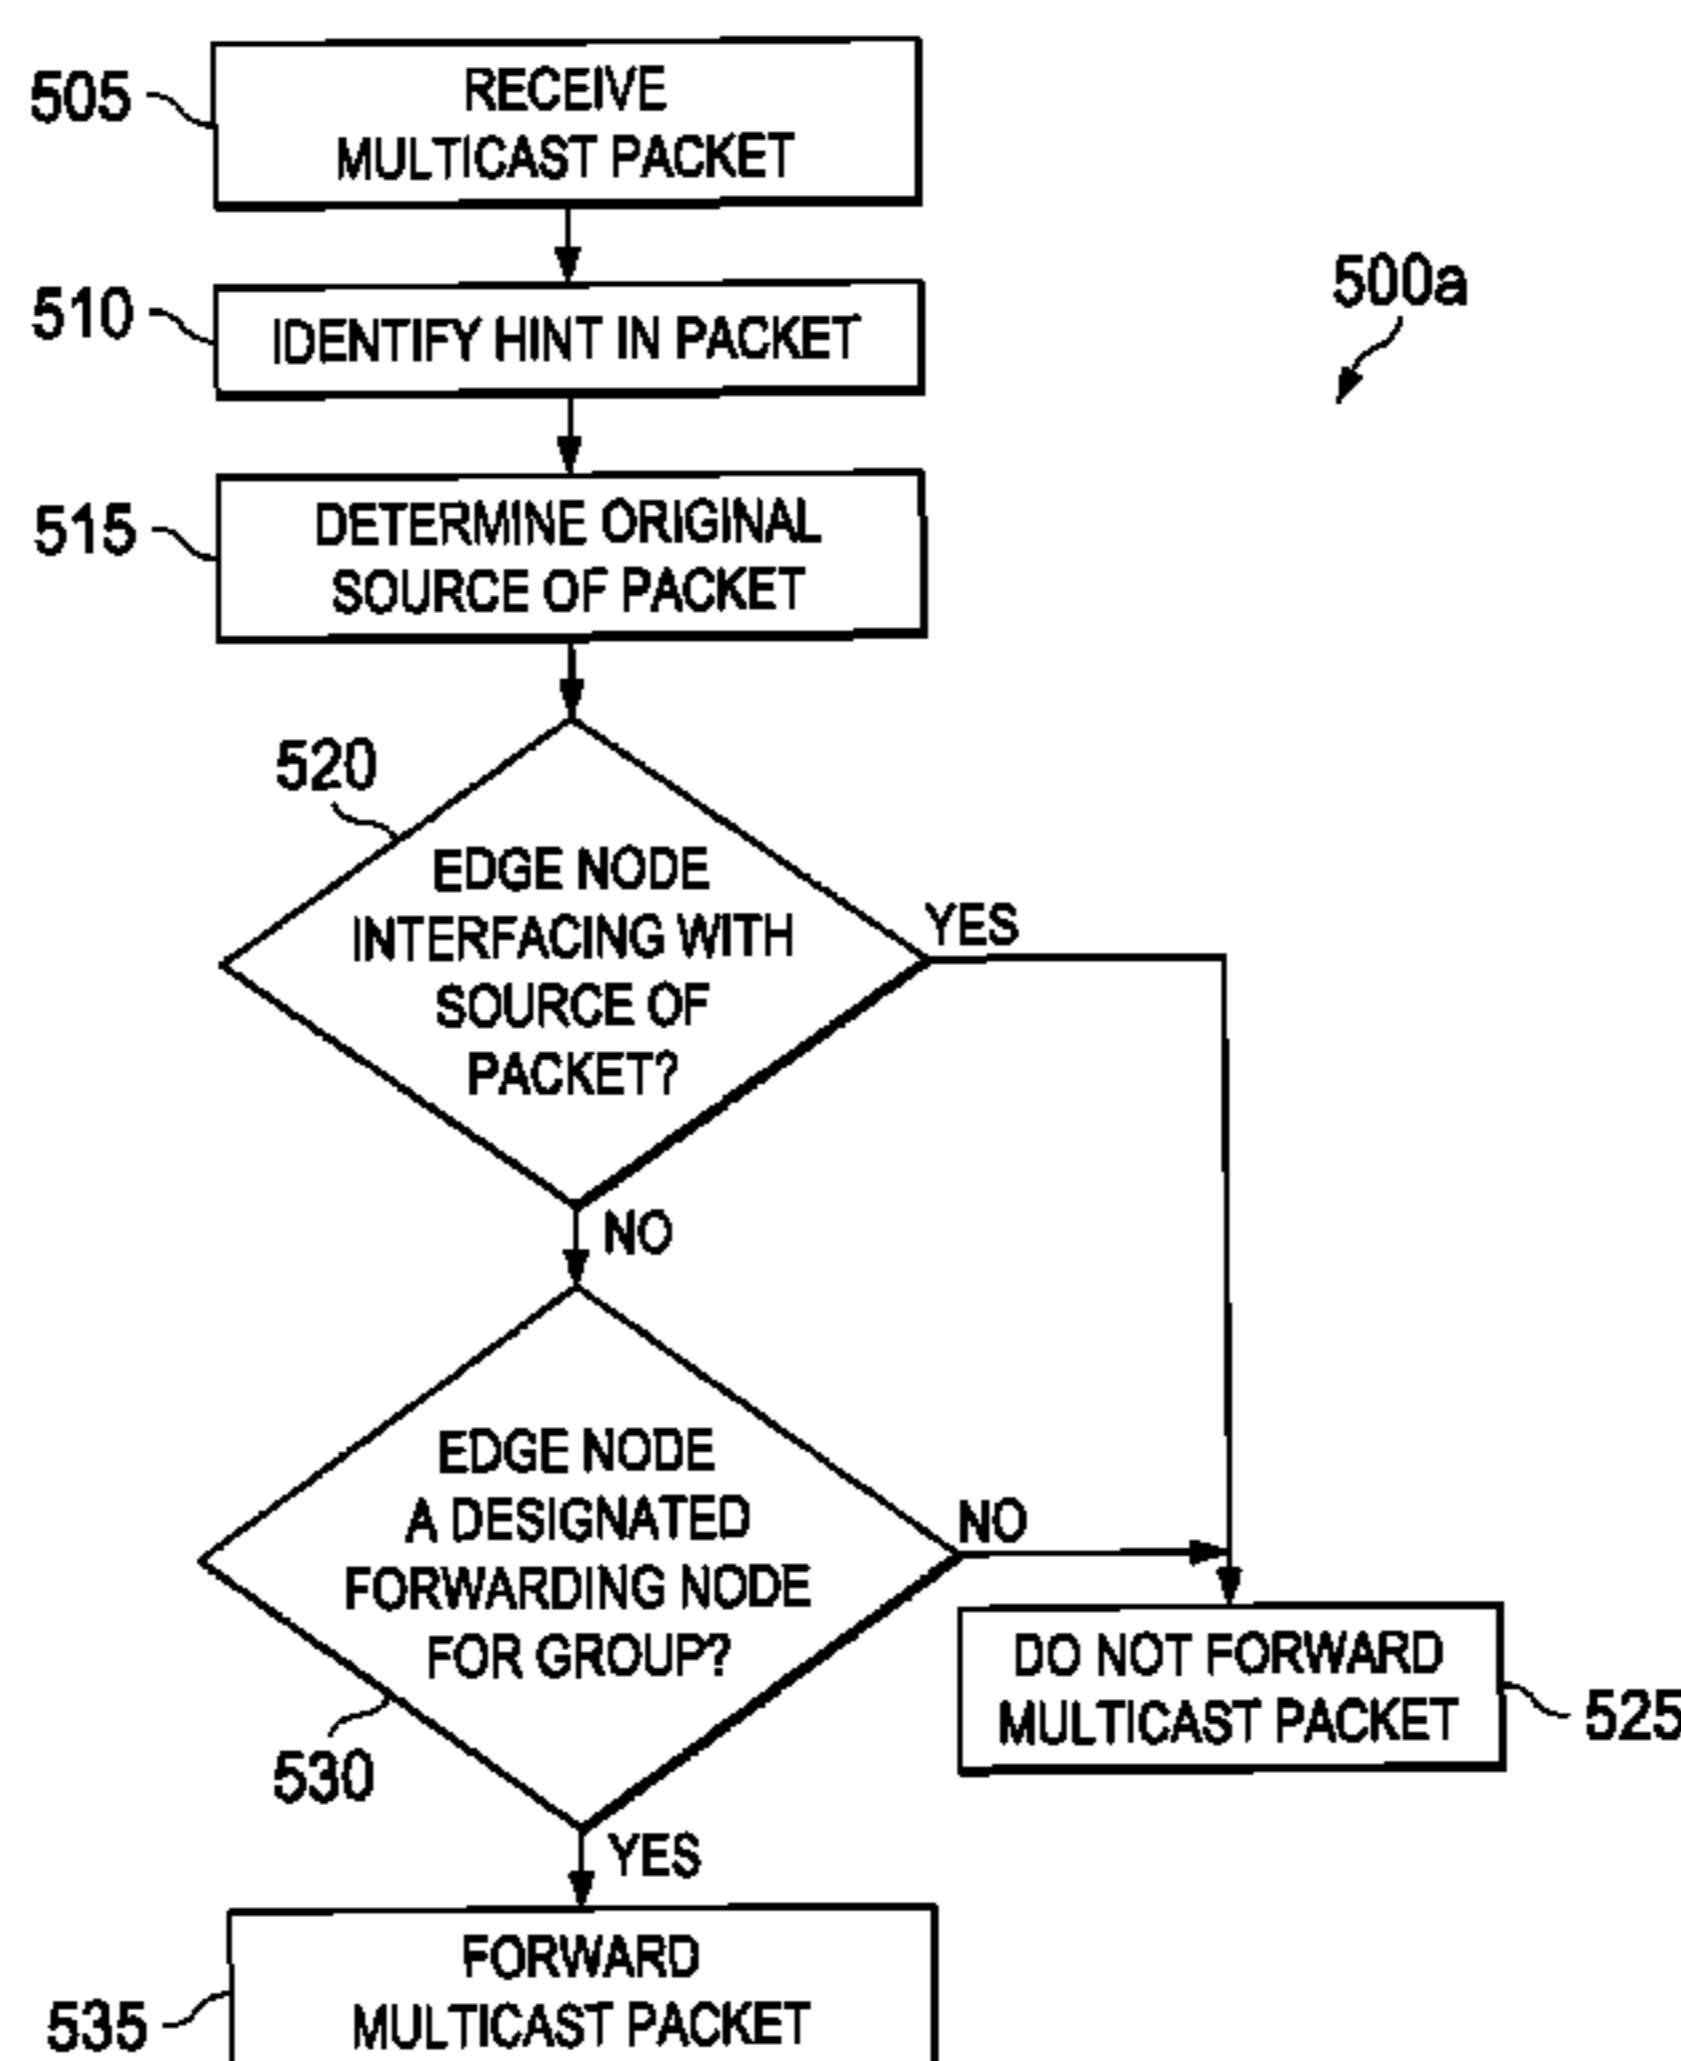 505
RECEIVE
MULTICAST PACKET
510
IDENTIFY HINT IN PACKET
500a
515
DETERMINE ORIGINAL
SOURCE OF PACKET
520
EDGE NODE
INTERFACING WITH
SOURCE OF
PACKET?
YES
NO
EDGE NODE
A DESIGNATED
FORWARDING NODE
FOR GROUP?
NO
530
DO NOT FORWARD
MULTICAST PACKET
525
YES
FORWARD
MULTICAST PACKET
535